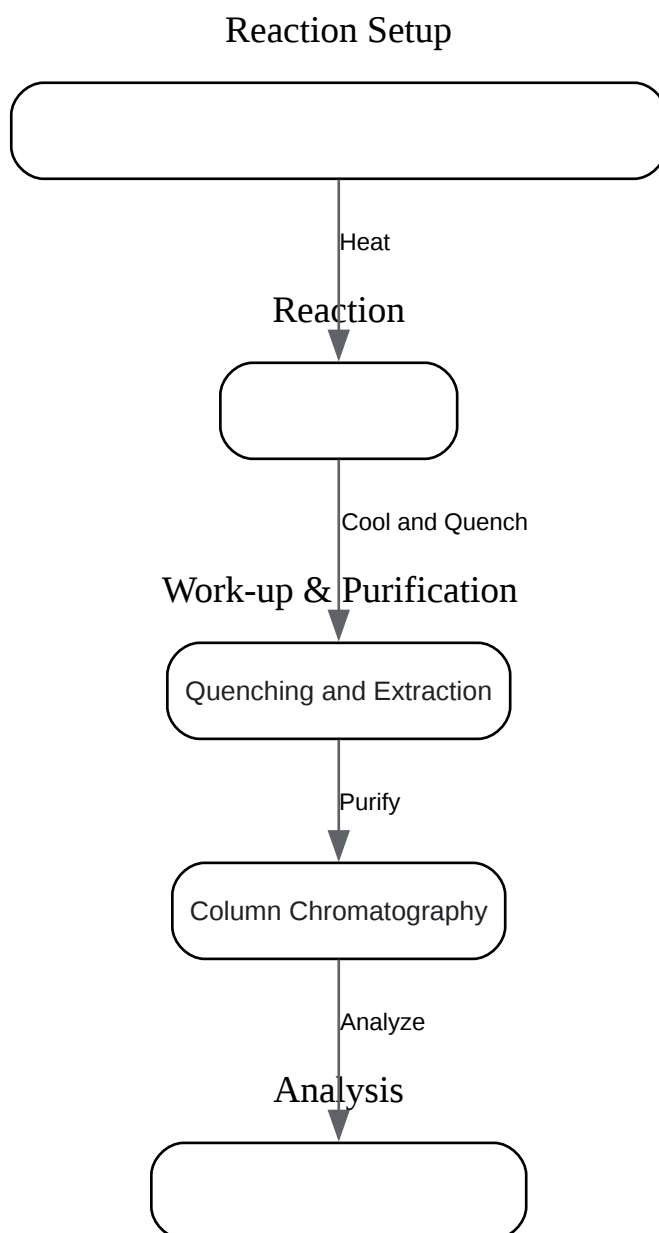 Reaction Setup
Heat
Reaction
Cool and Quench
Work-up & Purification
Quenching and Extraction
Purify
Column Chromatography
Analyze
Analysis